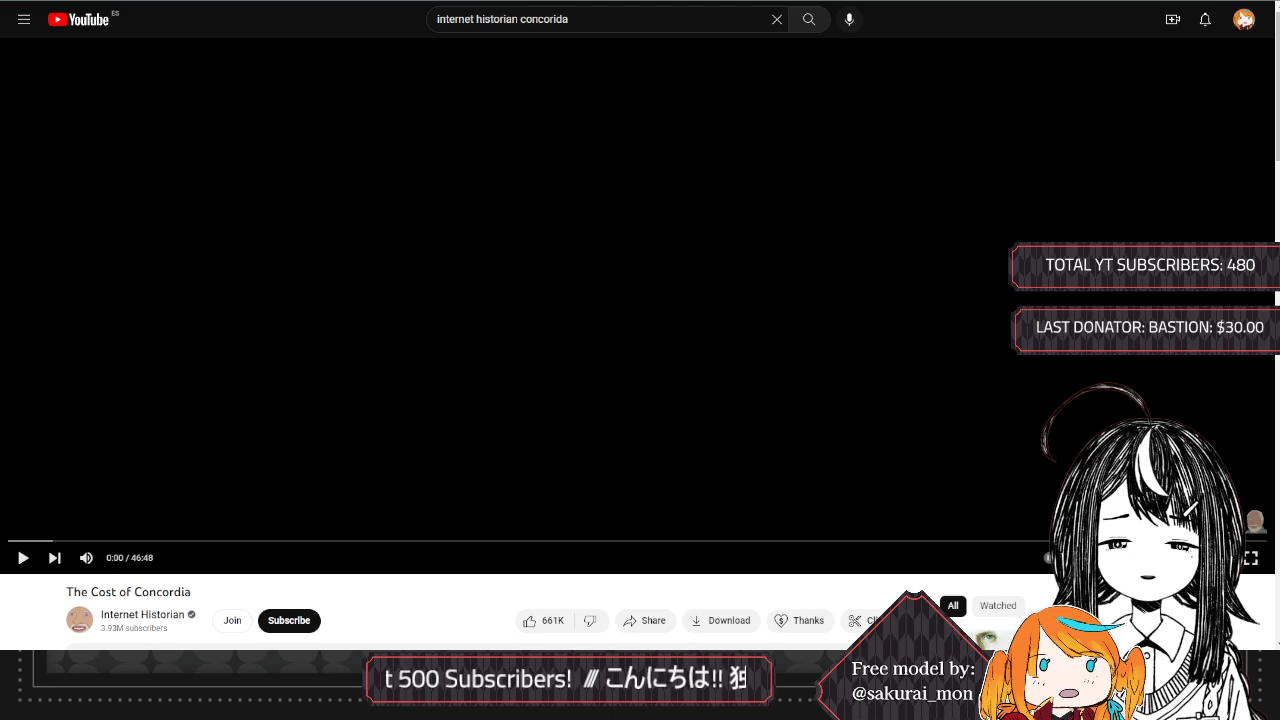 YouTube ES
internet historian concorida
TOTAL YT SUBSCRIBERS: 480
LAST DONATOR: BASTION: $30.00
0:00 / 46:48
The Cost of Concordia
Internet Historian
3.93M subscribers
Join
Subscribe
661K
Share
Download
Thanks
All
Watched
t 500 Subscribers! /// こんにちは!! 独
Free model by:
@sakurai_mon